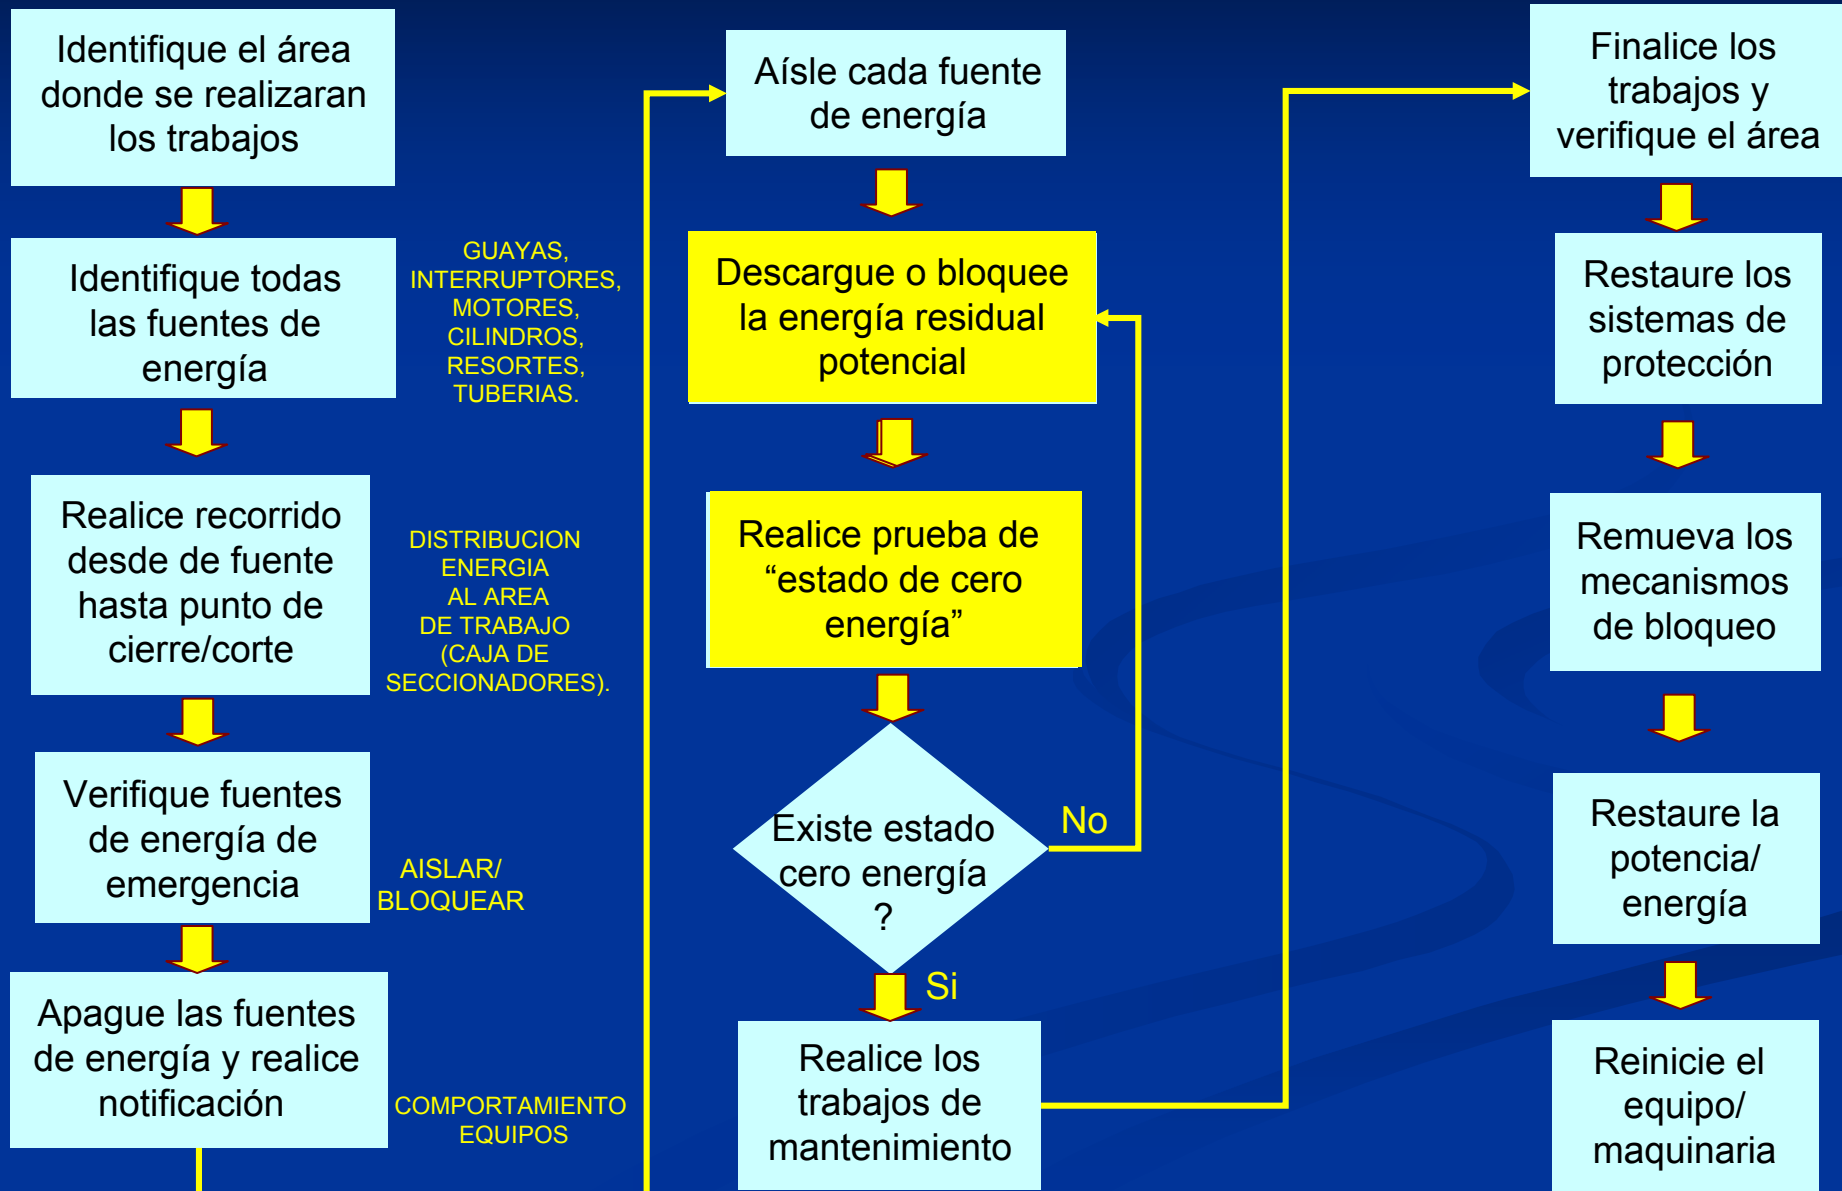 Identifique el área
donde se realizaran
los trabajos
Identifique todas
las fuentes de
energía
GUAYAS,
INTERRUPTORES,
MOTORES,
CILINDROS,
RESORTES,
TUBERIAS.
Realice recorrido
desde de fuente
hasta punto de
cierre/corte
DISTRIBUCION
ENERGIA
AL AREA
DE TRABAJO
(CAJA DE
SECCIONADORES).
Verifique fuentes
de energía de
emergencia
AISLAR/
BLOQUEAR
Apague las fuentes
de energía y realice
notificación
COMPORTAMIENTO
EQUIPOS
Aísle cada fuente
de energía
Descargue o bloquee
la energía residual
potencial
Realice prueba de
“estado de cero
energía”
Existe estado
cero energía
?
No
Si
Realice los
trabajos de
mantenimiento
Finalice los
trabajos y
verifique el área
Restaure los
sistemas de
protección
Remueva los
mecanismos
de bloqueo
Restaure la
potencia/
energía
Reinicie el
equipo/
maquinaria